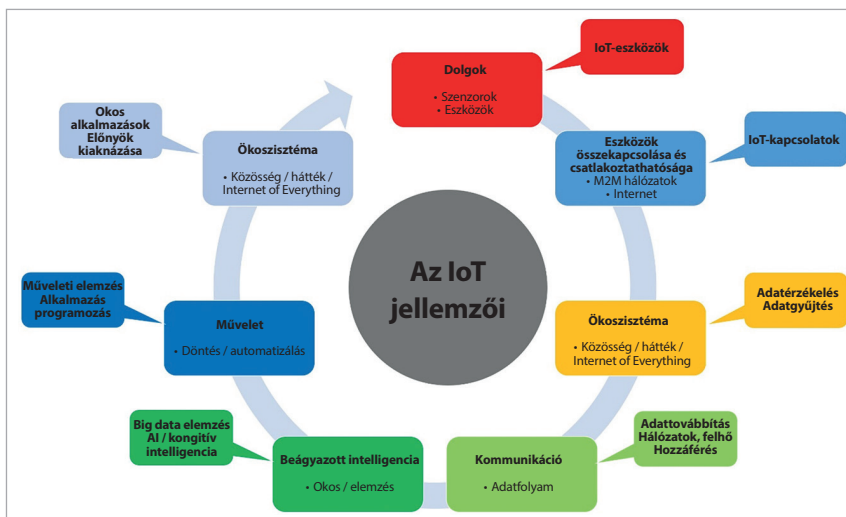 Az IoT
jellemzői
Dolgok
• Szenzorok
• Eszközök
IoT-eszközök
Eszközök
összekapcsolása és
csatlakoztathatósága
• M2M hálózatok
• Internet
IoT-kapcsolatok
Ökoszisztéma
• Közösség / hátték /
Internet of Everything
Adatérzékelés
Adatgyűjtés
Kommunikáció
• Adatfolyam
Adattovábbítás
Hálózatok, felhő
Hozzáférés
Beágyazott intelligencia
• Okos / elemzés
Big data elemzés
AI / kongitív
intelligencia
Művelet
• Döntés / automatizálás
Műveleti elemzés
Alkalmazás
programozás
Ökoszisztéma
• Közösség / hátték /
Internet of Everything
Okos
alkalmazások
Előnyök
kiaknázása